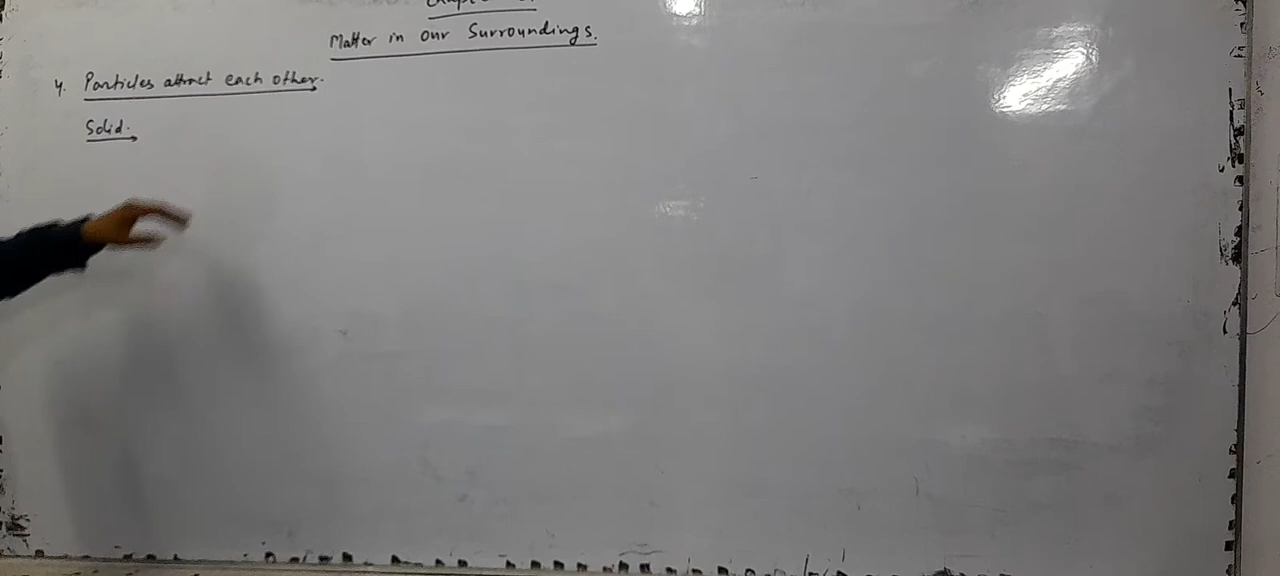 Matter in our Surroundings.
4. Particles attract each other.
Solid.